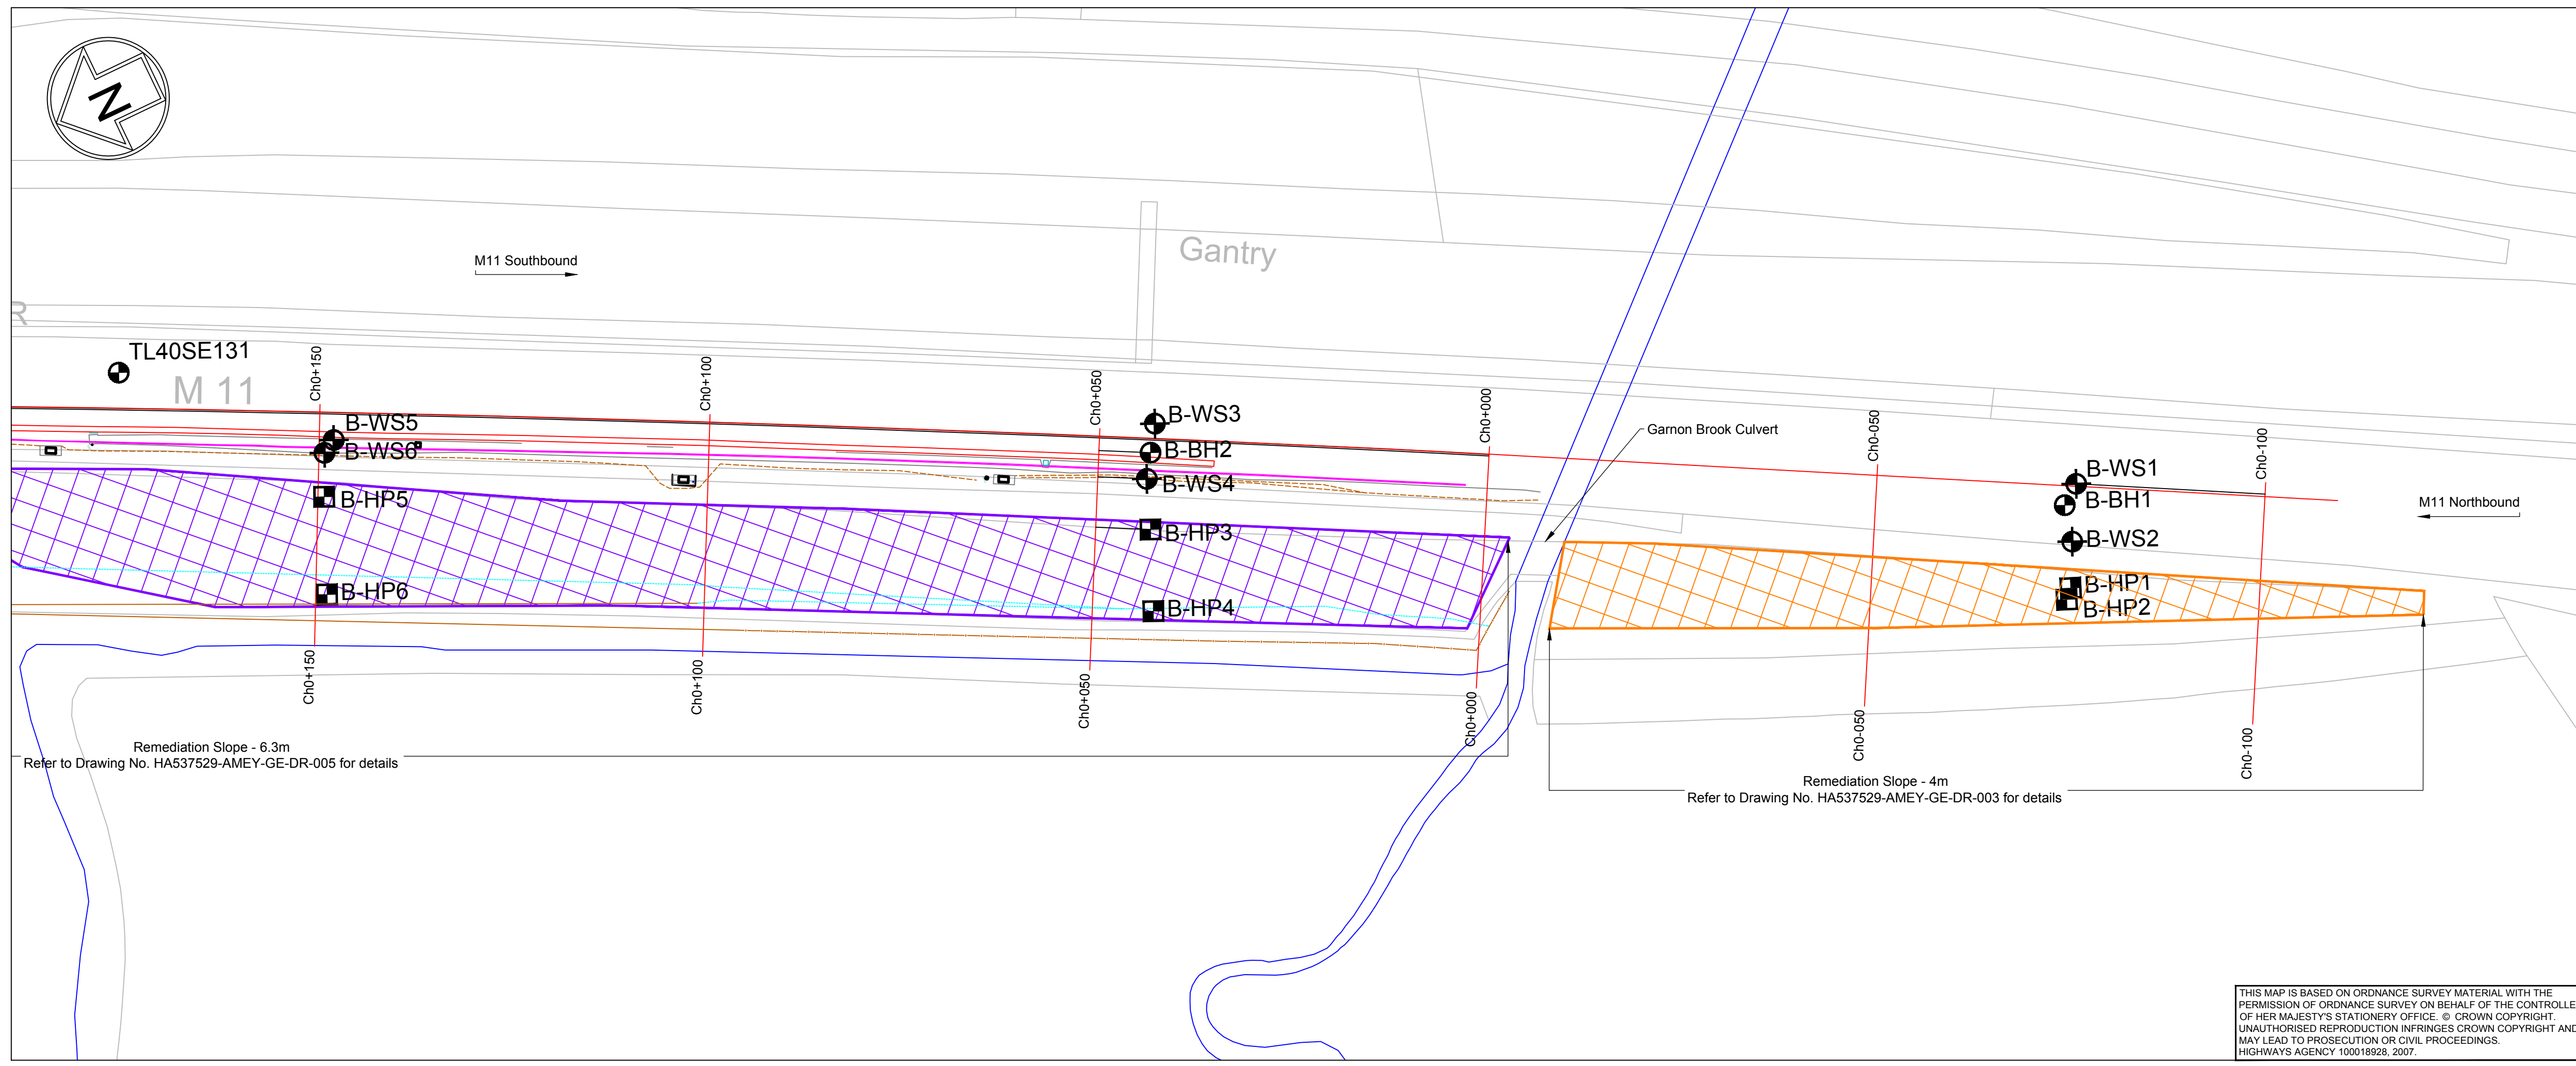 N
Gantry
M11 Southbound
R
TL40SE131
M 11
Ch0+150
Ch0+100
Ch0+050
Ch0+000
Ch0-050
Ch0-100
B-WS5
B-WS6
B-WS3
B-BH2
B-WS4
Garnon Brook Culvert
B-WS1
B-BH1
B-WS2
M11 Northbound
B-HP5
B-HP3
B-HP6
B-HP4
B-HP1
B-HP2
Ch0+150
Ch0+100
Ch0+050
Ch0+000
Ch0-050
Ch0-100
Remediation Slope - 6.3m
Refer to Drawing No. HA537529-AMEY-GE-DR-005 for details
Remediation Slope - 4m
Refer to Drawing No. HA537529-AMEY-GE-DR-003 for details
THIS MAP IS BASED ON ORDNANCE SURVEY MATERIAL WITH THE
PERMISSION OF ORDNANCE SURVEY ON BEHALF OF THE CONTROLLE
OF HER MAJESTY'S STATIONERY OFFICE. © CROWN COPYRIGHT.
UNAUTHORISED REPRODUCTION INFRINGES CROWN COPYRIGHT AND
MAY LEAD TO PROSECUTION OR CIVIL PROCEEDINGS.
HIGHWAYS AGENCY 100018928, 2007.